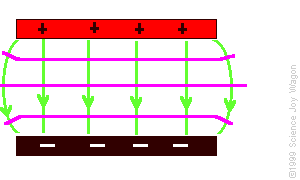 + + + +
- - - -
©1999 Science Joy Wagon